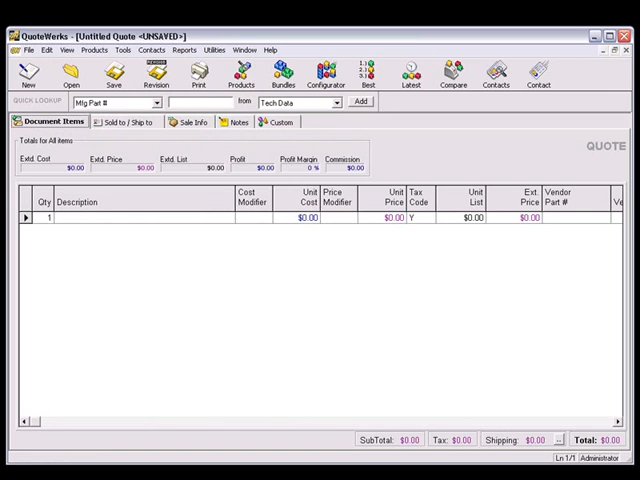 QuoteWerks - [Untitled Quote <UNSAVED>]
File Edit View Products Tools Contacts Reports Utilities Window Help
New Open Save Revision Print Products Bundles Configurator Best Latest Compare Contacts Contact
QUICK LOOKUP Mfg Part # from Tech Data Add
Document Items Sold to / Ship to Sale Info Notes Custom
Totals for All items
QUOTE
Extd. Cost Extd. Price Extd. List Profit Profit Margin Commission
$0.00 $0.00 $0.00 $0.00 0 % $0.00
Qty Description Cost Modifier Unit Cost Price Modifier Unit Price Tax Code Unit List Ext. Price Vendor Part # Ve
1 $0.00 $0.00 Y $0.00 $0.00
SubTotal: $0.00 Tax: $0.00 Shipping: $0.00 ... Total: $0.00
Ln 1/1 Administrator